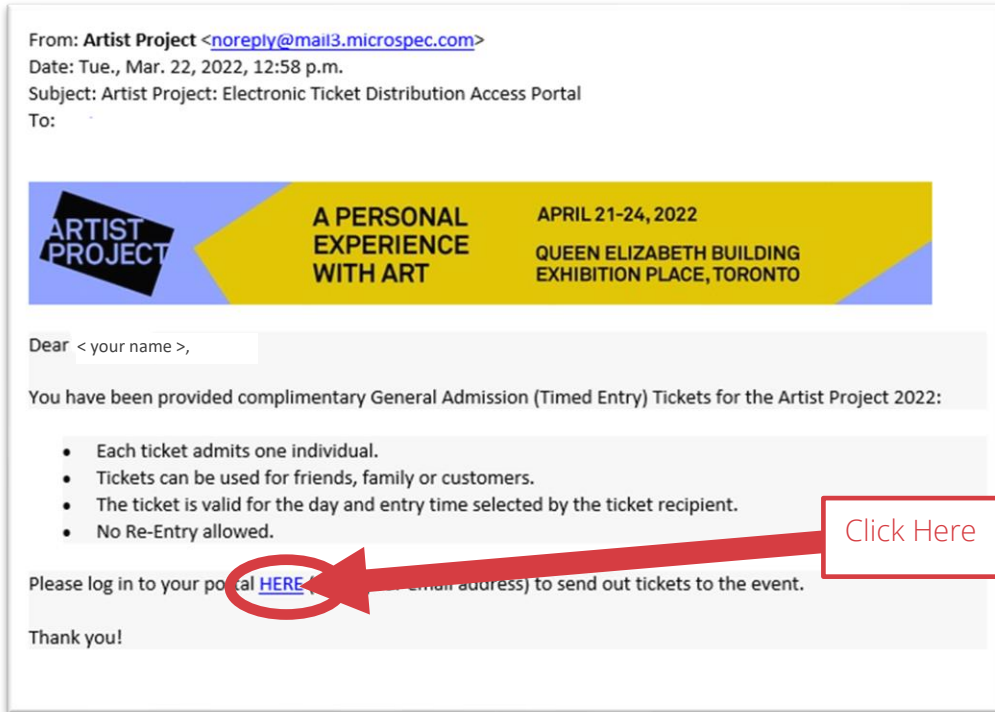 From: Artist Project <noreply@mail3.microspec.com>
Date: Tue., Mar. 22, 2022, 12:58 p.m.
Subject: Artist Project: Electronic Ticket Distribution Access Portal
To:
ARTIST
PROJECT
A PERSONAL
EXPERIENCE
WITH ART
APRIL 21-24, 2022
QUEEN ELIZABETH BUILDING
EXHIBITION PLACE, TORONTO
Dear < your name >,
You have been provided complimentary General Admission (Timed Entry) Tickets for the Artist Project 2022:
• Each ticket admits one individual.
• Tickets can be used for friends, family or customers.
• The ticket is valid for the day and entry time selected by the ticket recipient.
• No Re-Entry allowed.
Click Here
Please log in to your portal HERE ( email address) to send out tickets to the event.
Thank you!